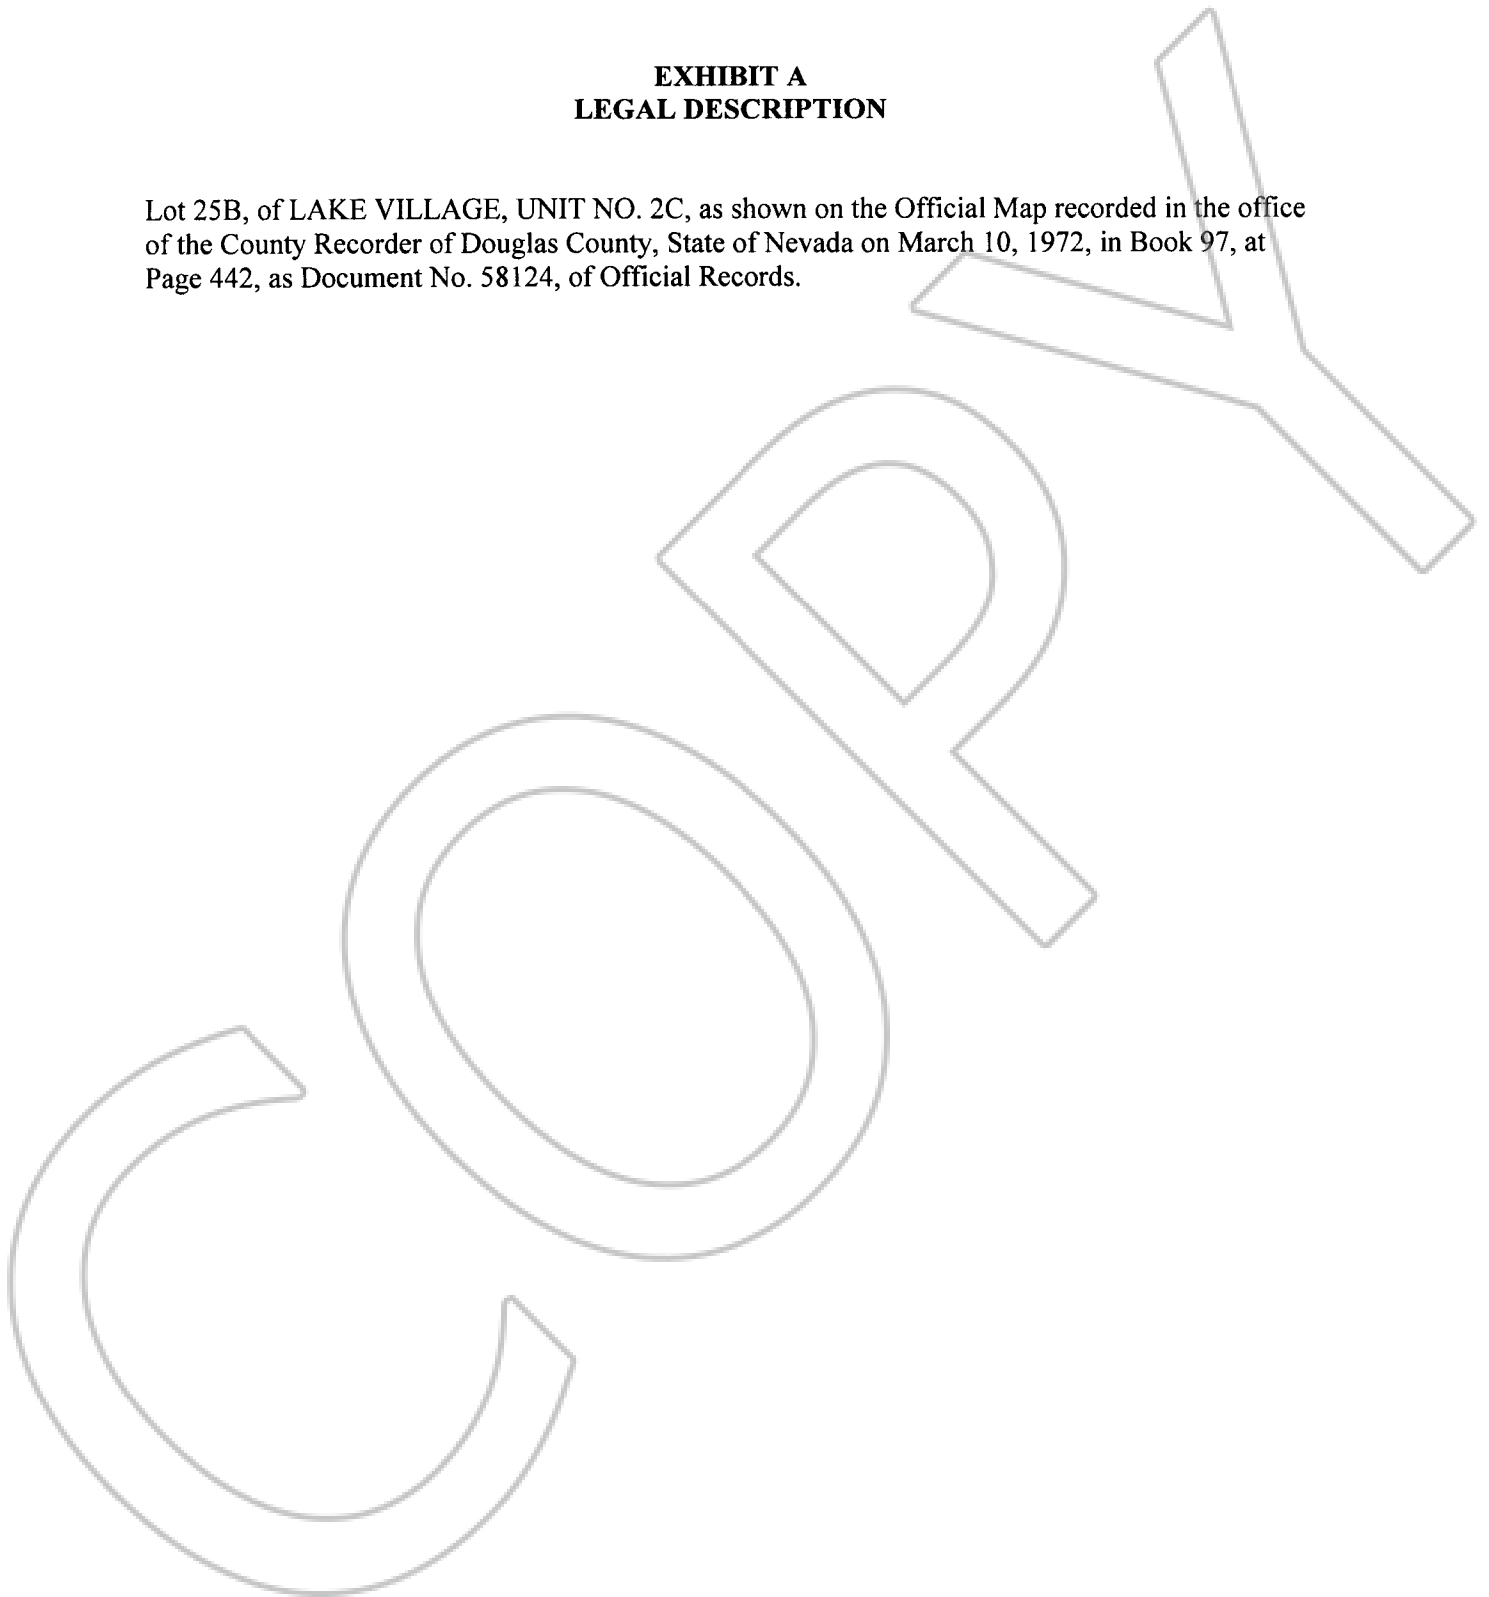 EXHIBIT A
LEGAL DESCRIPTION
Lot 25B, of LAKE VILLAGE, UNIT NO. 2C, as shown on the Official Map recorded in the office
of the County Recorder of Douglas County, State of Nevada on March 10, 1972, in Book 97, at
Page 442, as Document No. 58124, of Official Records.
COPY